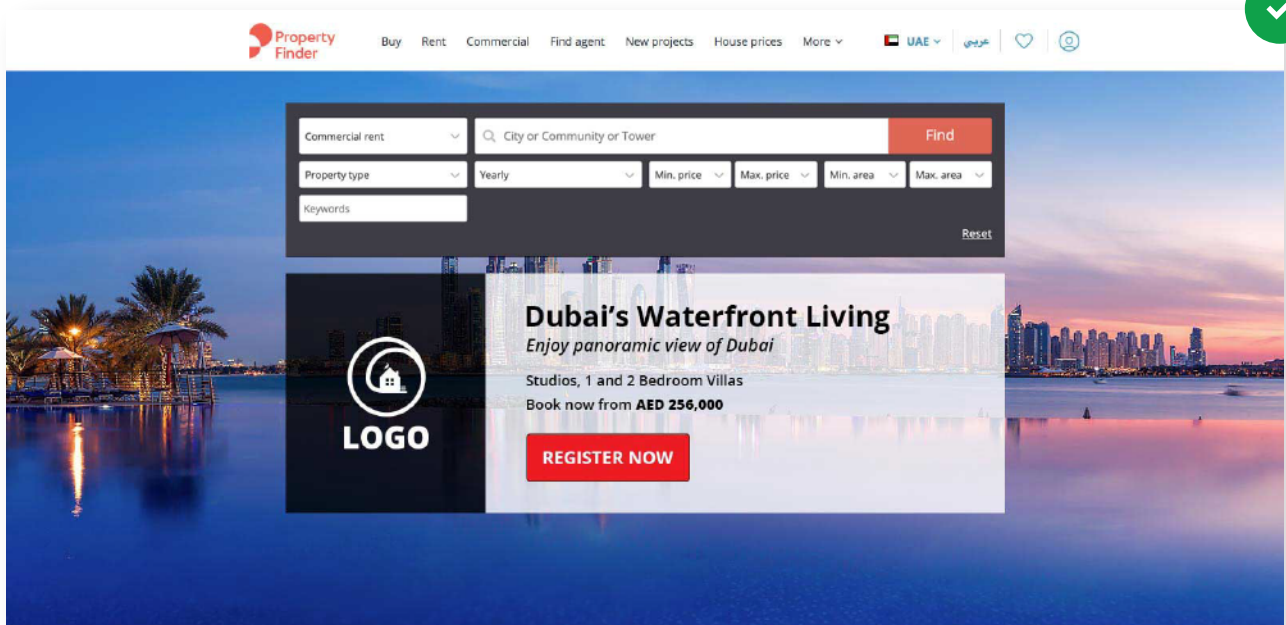 Property
Finder
Buy Rent Commercial Find agent New projects House prices More UAE عربي
Commercial rent City or Community or Tower Find
Property type Yearly Min. price Max. price Min. area Max. area
Keywords
Reset
Dubai's Waterfront Living
Enjoy panoramic view of Dubai
Studios, 1 and 2 Bedroom Villas
Book now from AED 256,000
LOGO
REGISTER NOW